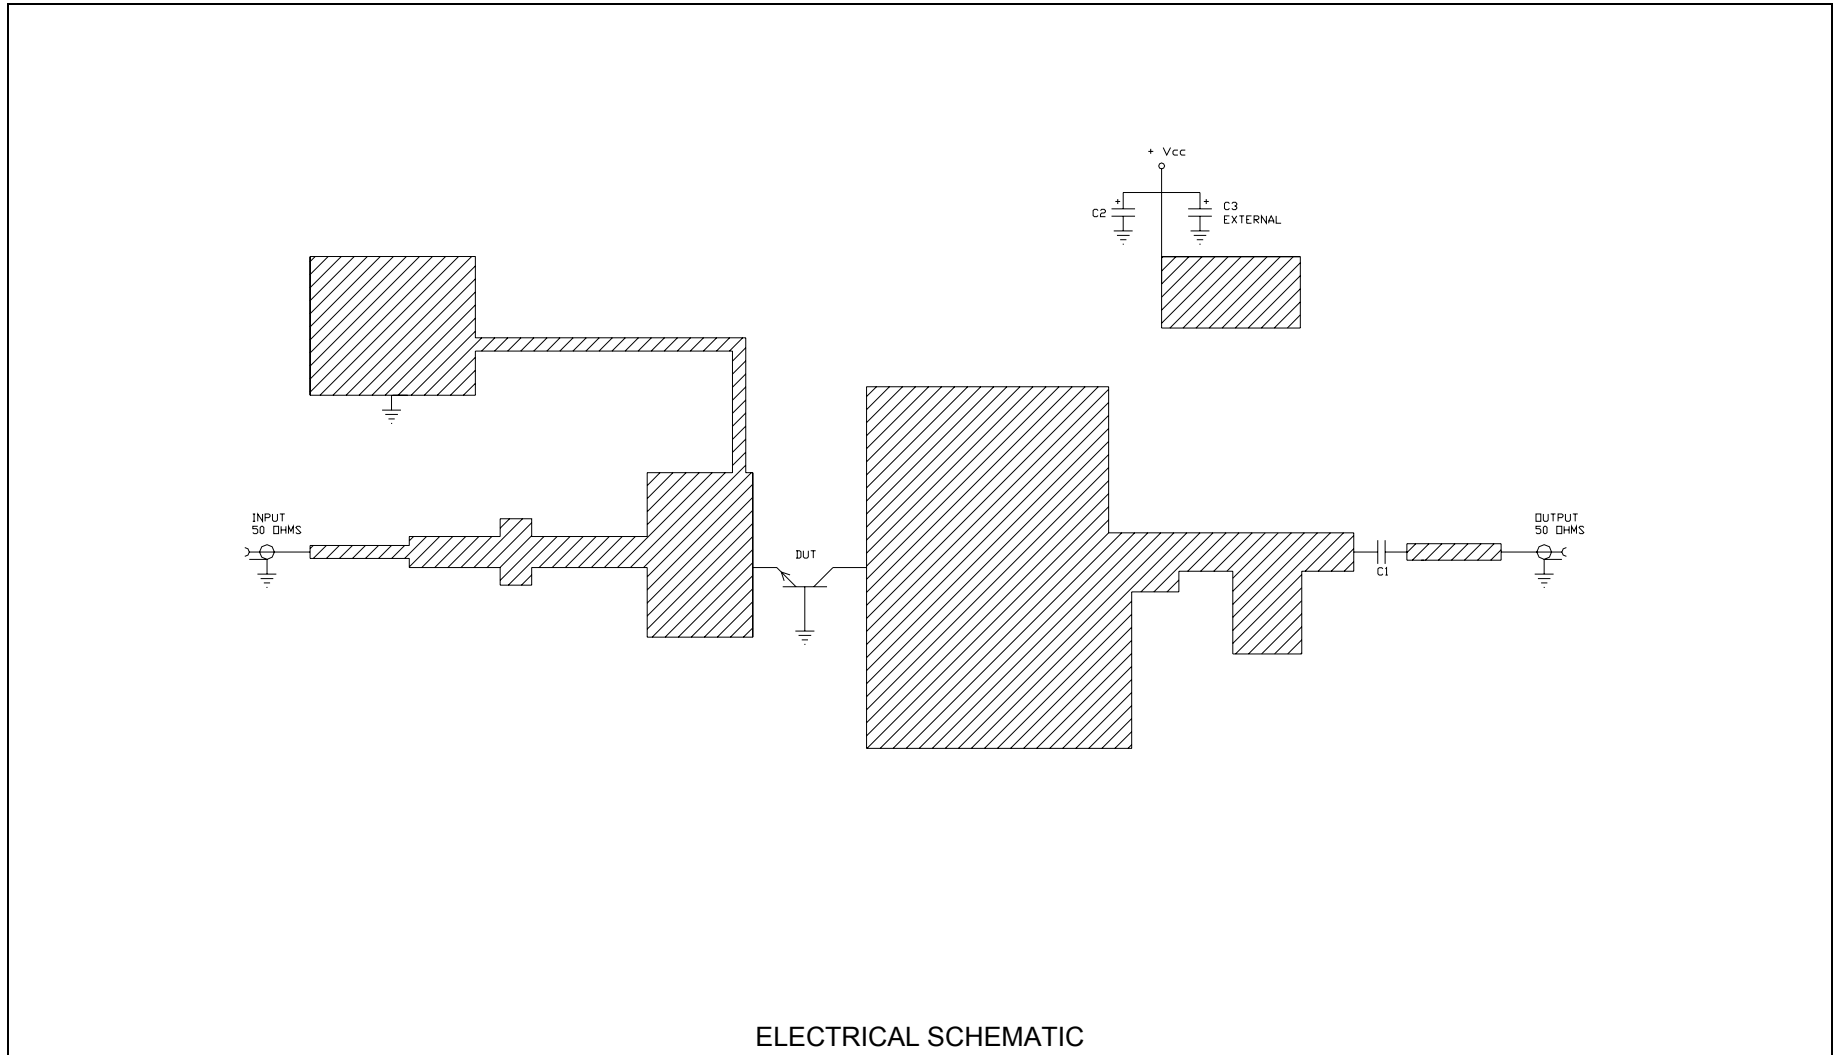 + Vcc
+
+
C2
C3
EXTERNAL
INPUT
50 OHMS
DUT
OUTPUT
50 OHMS
C1
ELECTRICAL SCHEMATIC